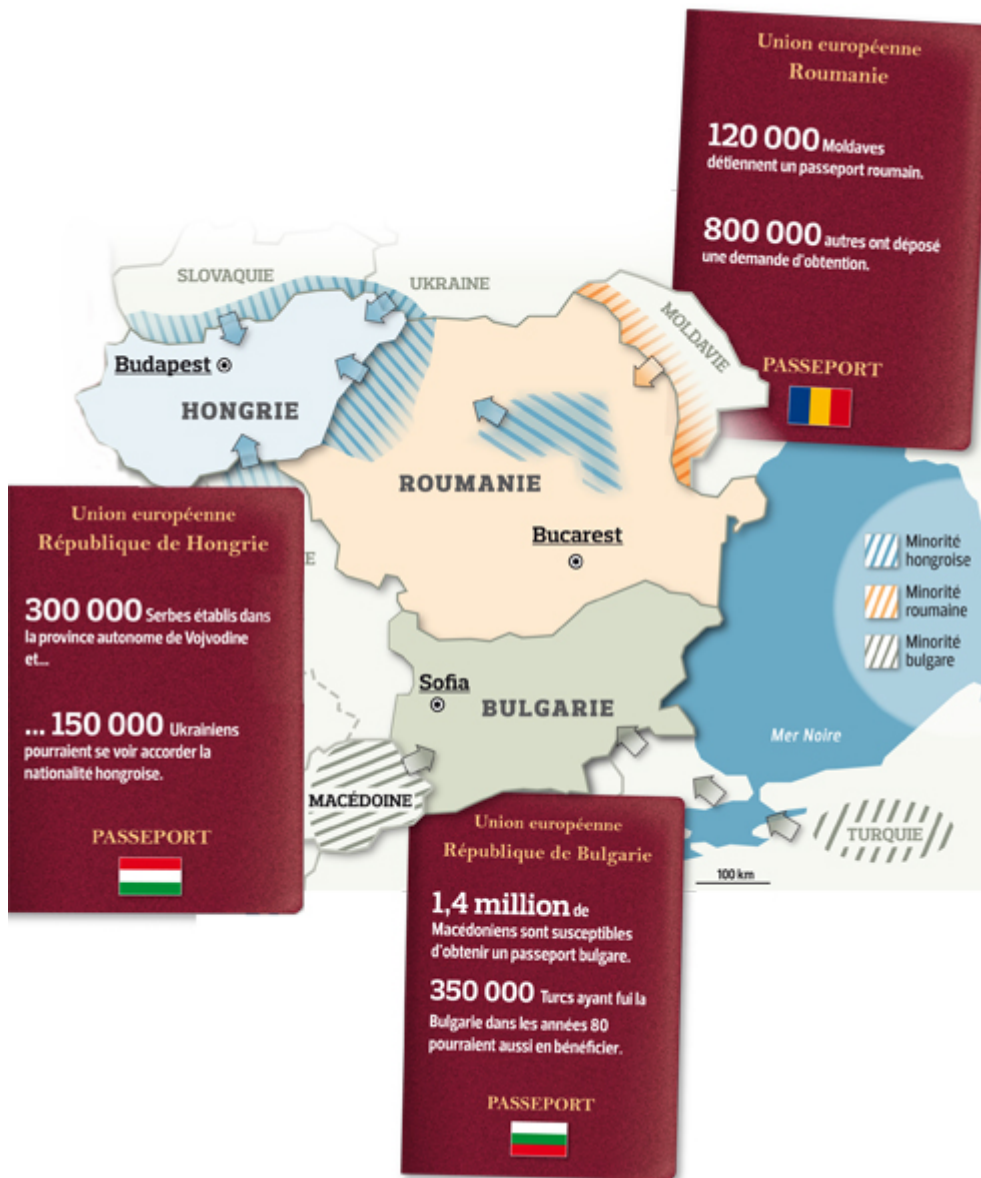 Union européenne
Roumanie
120 000 Moldaves
détiennent un passeport roumain.
800 000 autres ont déposé
une demande d'obtention.
PASSEPORT
SLOVAQUIE
UKRAINE
MOLDAVIE
Budapest
HONGRIE
ROUMANIE
Bucarest
Minorité
hongroise
Minorité
roumaine
Minorité
bulgare
Union européenne
République de Hongrie
300 000 Serbes établis dans
la province autonome de Vojvodine
et...
... 150 000 Ukrainiens
pourraient se voir accorder la
nationalité hongroise.
PASSEPORT
Sofia
BULGARIE
Mer Noire
MACÉDOINE
TURQUIE
100 km
Union européenne
République de Bulgarie
1,4 million de
Macédoniens sont susceptibles
d'obtenir un passeport bulgare.
350 000 Turcs ayant fui la
Bulgarie dans les années 80
pourraient aussi en bénéficier.
PASSEPORT